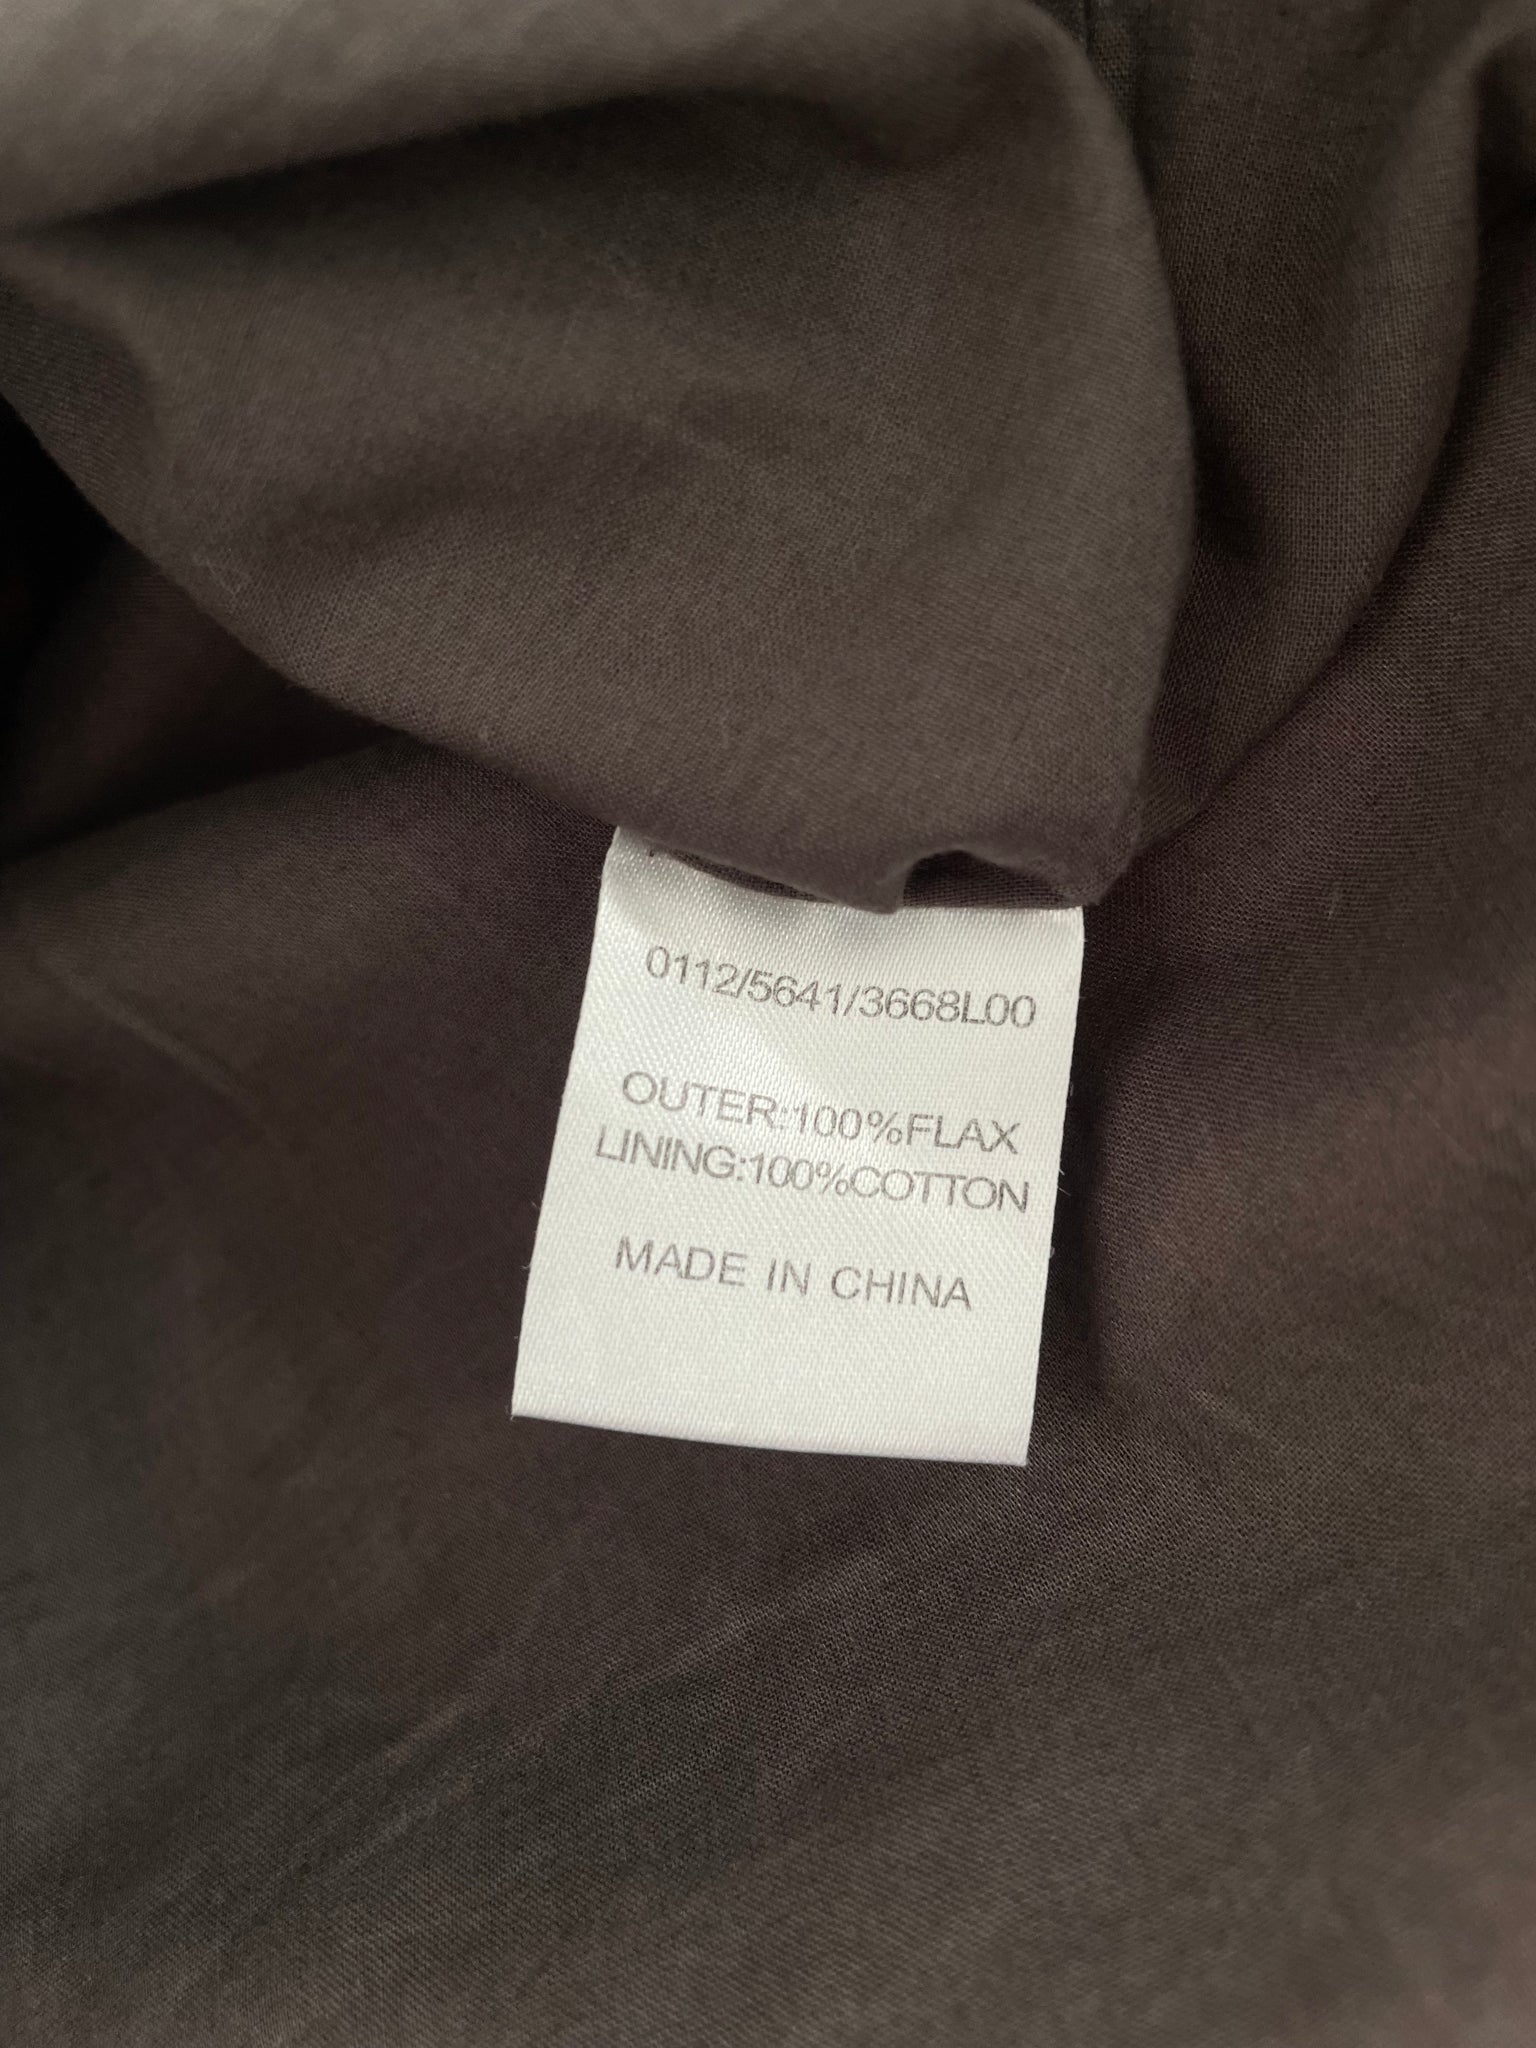 0112/5641/3668L00
OUTER:100%FLAX
LINING:100%COTTON
MADE IN CHINA